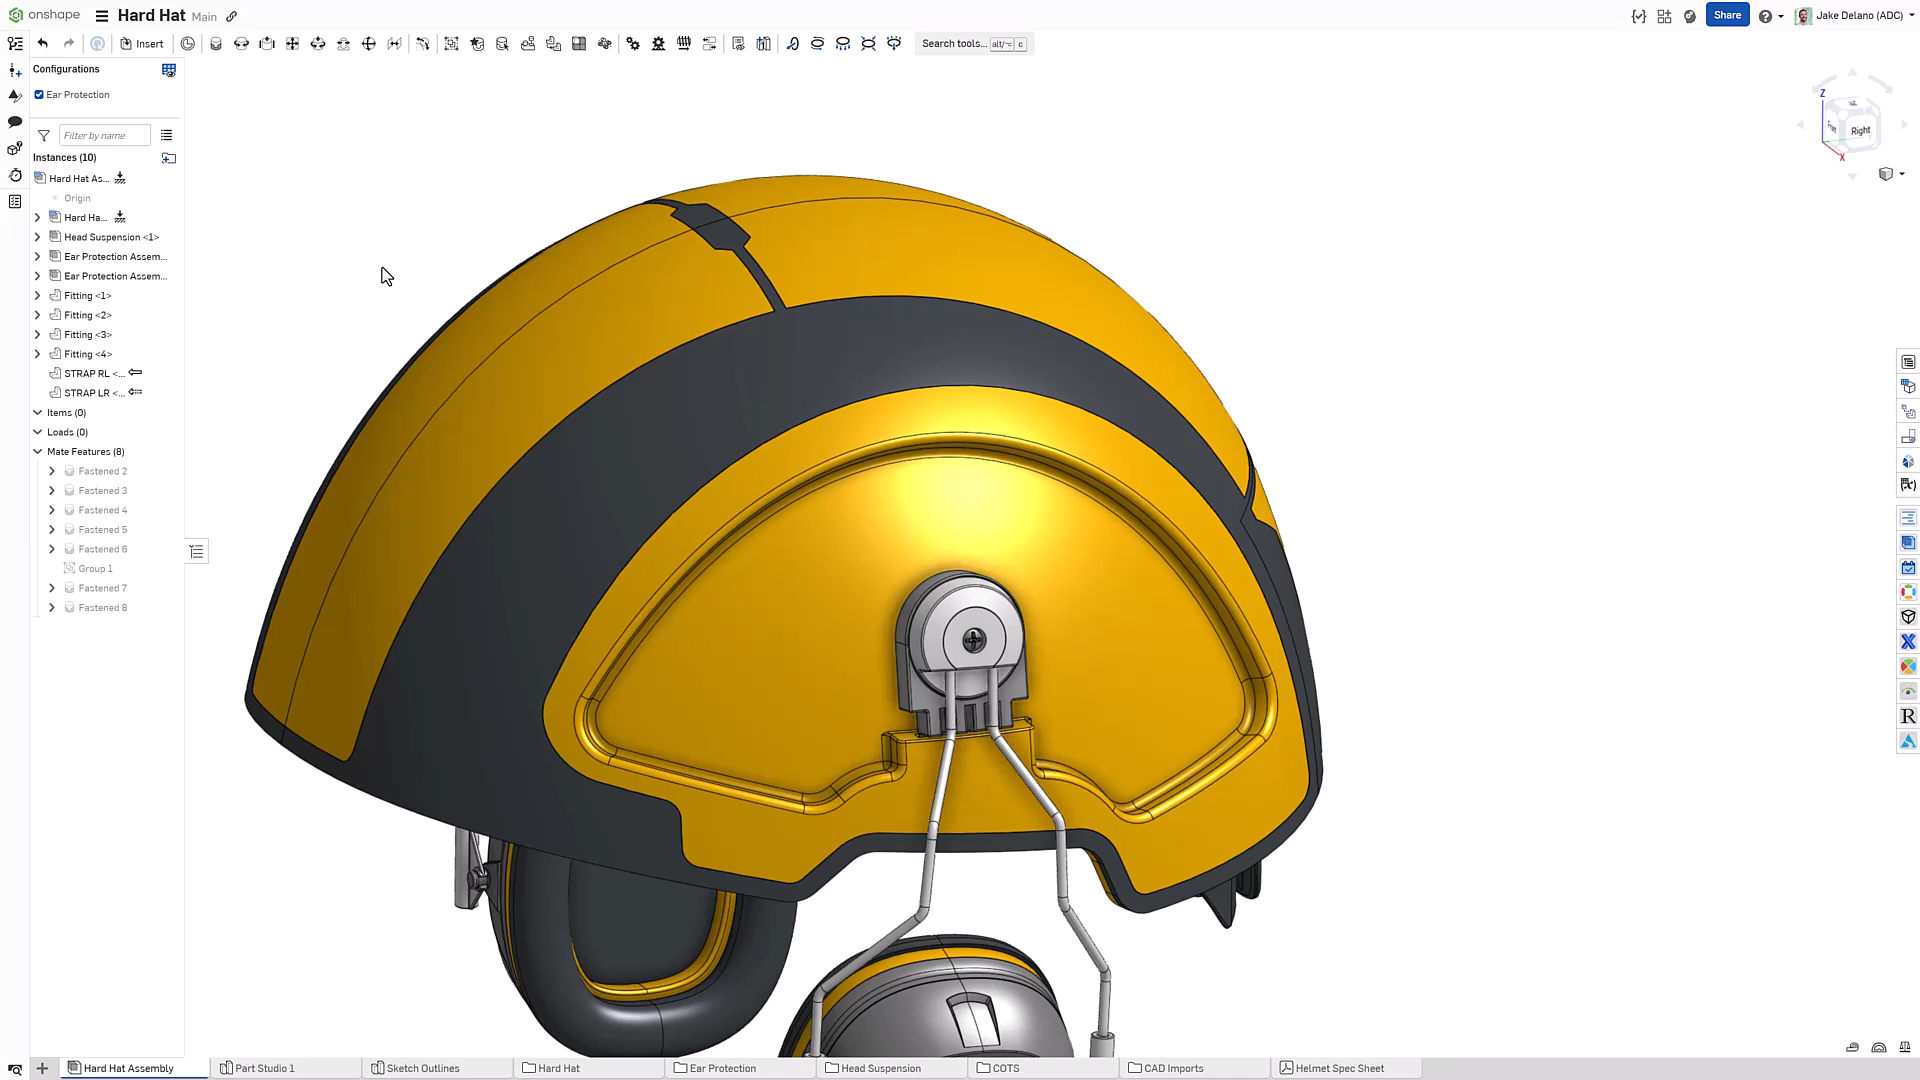 onshape Hard Hat Main Share Jake Delano (ADC)
Insert Search tools... alt/⌥ c
Configurations
Ear Protection
Filter by name
Instances (10)
Hard Hat As...
Origin
Hard Ha...
Head Suspension <1>
Ear Protection Assem...
Ear Protection Assem...
Fitting <1>
Fitting <2>
Fitting <3>
Fitting <4>
STRAP RL <...
STRAP LR <...
Items (0)
Loads (0)
Mate Features (8)
Fastened 2
Fastened 3
Fastened 4
Fastened 5
Fastened 6
Group 1
Fastened 7
Fastened 8
Z
Right
X
R
Hard Hat Assembly Part Studio 1 Sketch Outlines Hard Hat Ear Protection Head Suspension COTS CAD Imports Helmet Spec Sheet